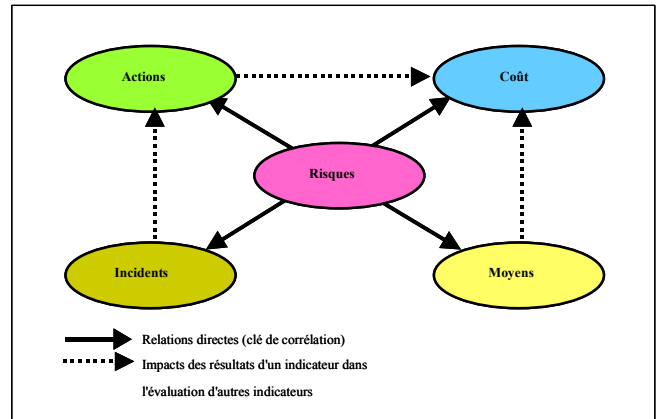 Actions
Coût
Risques
Incidents
Moyens
Relations directes (clé de corrélation)
Impacts des résultats d'un indicateur dans
l'évaluation d'autres indicateurs